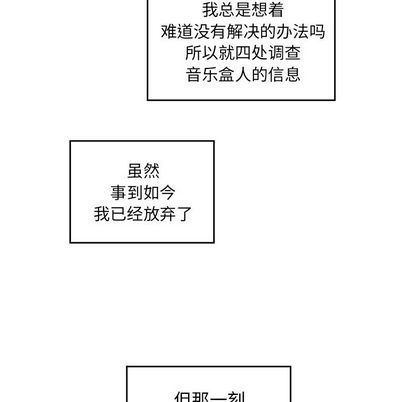 我总是想着
难道没有解决的办法吗
所以就四处调查
音乐盒人的信息
虽然
事到如今
我已经放弃了
但那一刻